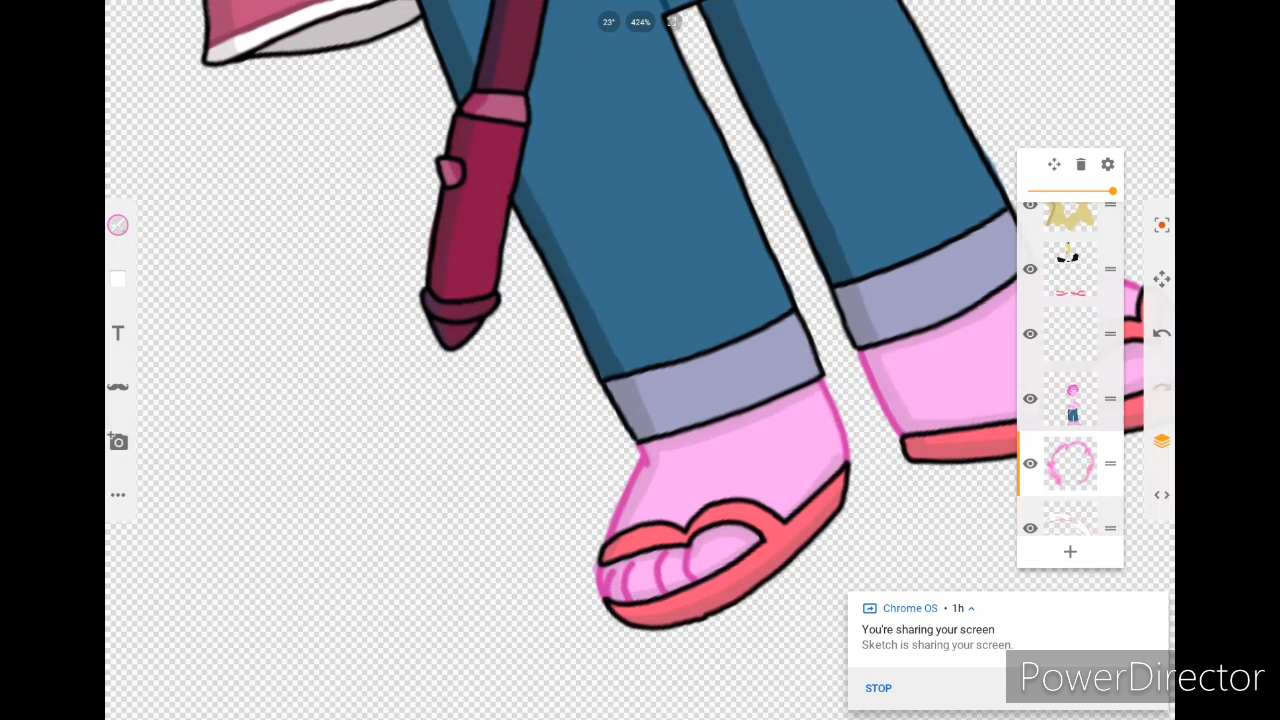 23° 424%
T
Chrome OS • 1h
You're sharing your screen
Sketch is sharing your screen.
STOP
PowerDirector